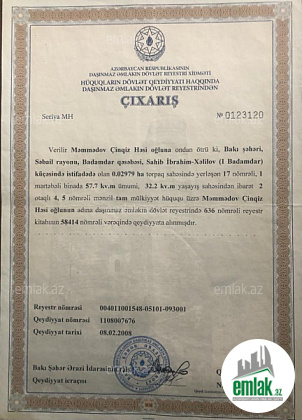 AZƏRBAYCAN RESPUBLİKASININ
DAŞINMAZ ƏMLAKIN DÖVLƏT REYESTRİ XİDMƏTİ
HÜQUQLARIN DÖVLƏT QEYDİYYATI HAQQINDA
DAŞINMAZ ƏMLAKIN DÖVLƏT REYESTRİNDƏN
ÇIXARIŞ
Seriya MH
№ 0123120
Verilir Məmmədov Çinqiz Həsi oğluna ondan ötrü ki, Bakı şəhəri,
Səbail rayonu, Badamdar qəsəbəsi, Sahib İbrahim-Xəlilov (I Badamdar)
küçəsində istifadədə olan 0.02979 ha torpaq sahəsində yerləşən 17 nömrəli, 1
mərtəbəli binada 57.7 kv.m ümumi, 32.2 kv.m yaşayış sahəsindən ibarət 2
otaqlı 4, 5 nömrəli mənzil tam mülkiyyət hüququ üzrə Məmmədov Çinqiz
Həsi oğlunun adına daşınmaz əmlakın dövlət reyestrində 636 nömrəli reyestr
kitabının 58414 nömrəli vərəqində qeydiyyata alınmışdır.
emlak.az
Reyestr nömrəsi 004011001548-05101-093001
Qeydiyyat nömrəsi 1108007676
Qeydiyyat tarixi 08.02.2008
Bakı Şəhər Ərazi İdarəsinin rəisi
Qeydiyyat orqanı
emlak.az